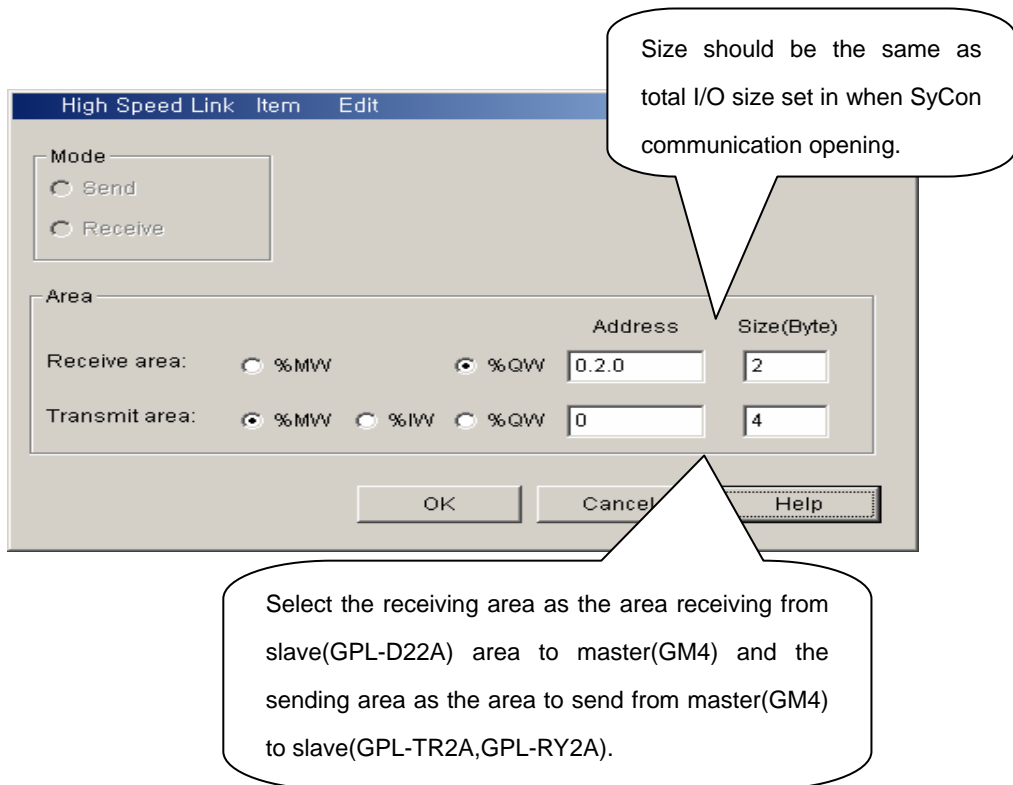 Size should be the same as
total I/O size set in when SyCon
communication opening.
High Speed Link Item Edit
Mode
Send
Receive
Area
Address Size(Byte)
Receive area: %MW %QW 0.2.0 2
Transmit area: %MW %IW %QW 0 4
OK Cancel Help
Select the receiving area as the area receiving from
slave(GPL-D22A) area to master(GM4) and the
sending area as the area to send from master(GM4)
to slave(GPL-TR2A,GPL-RY2A).